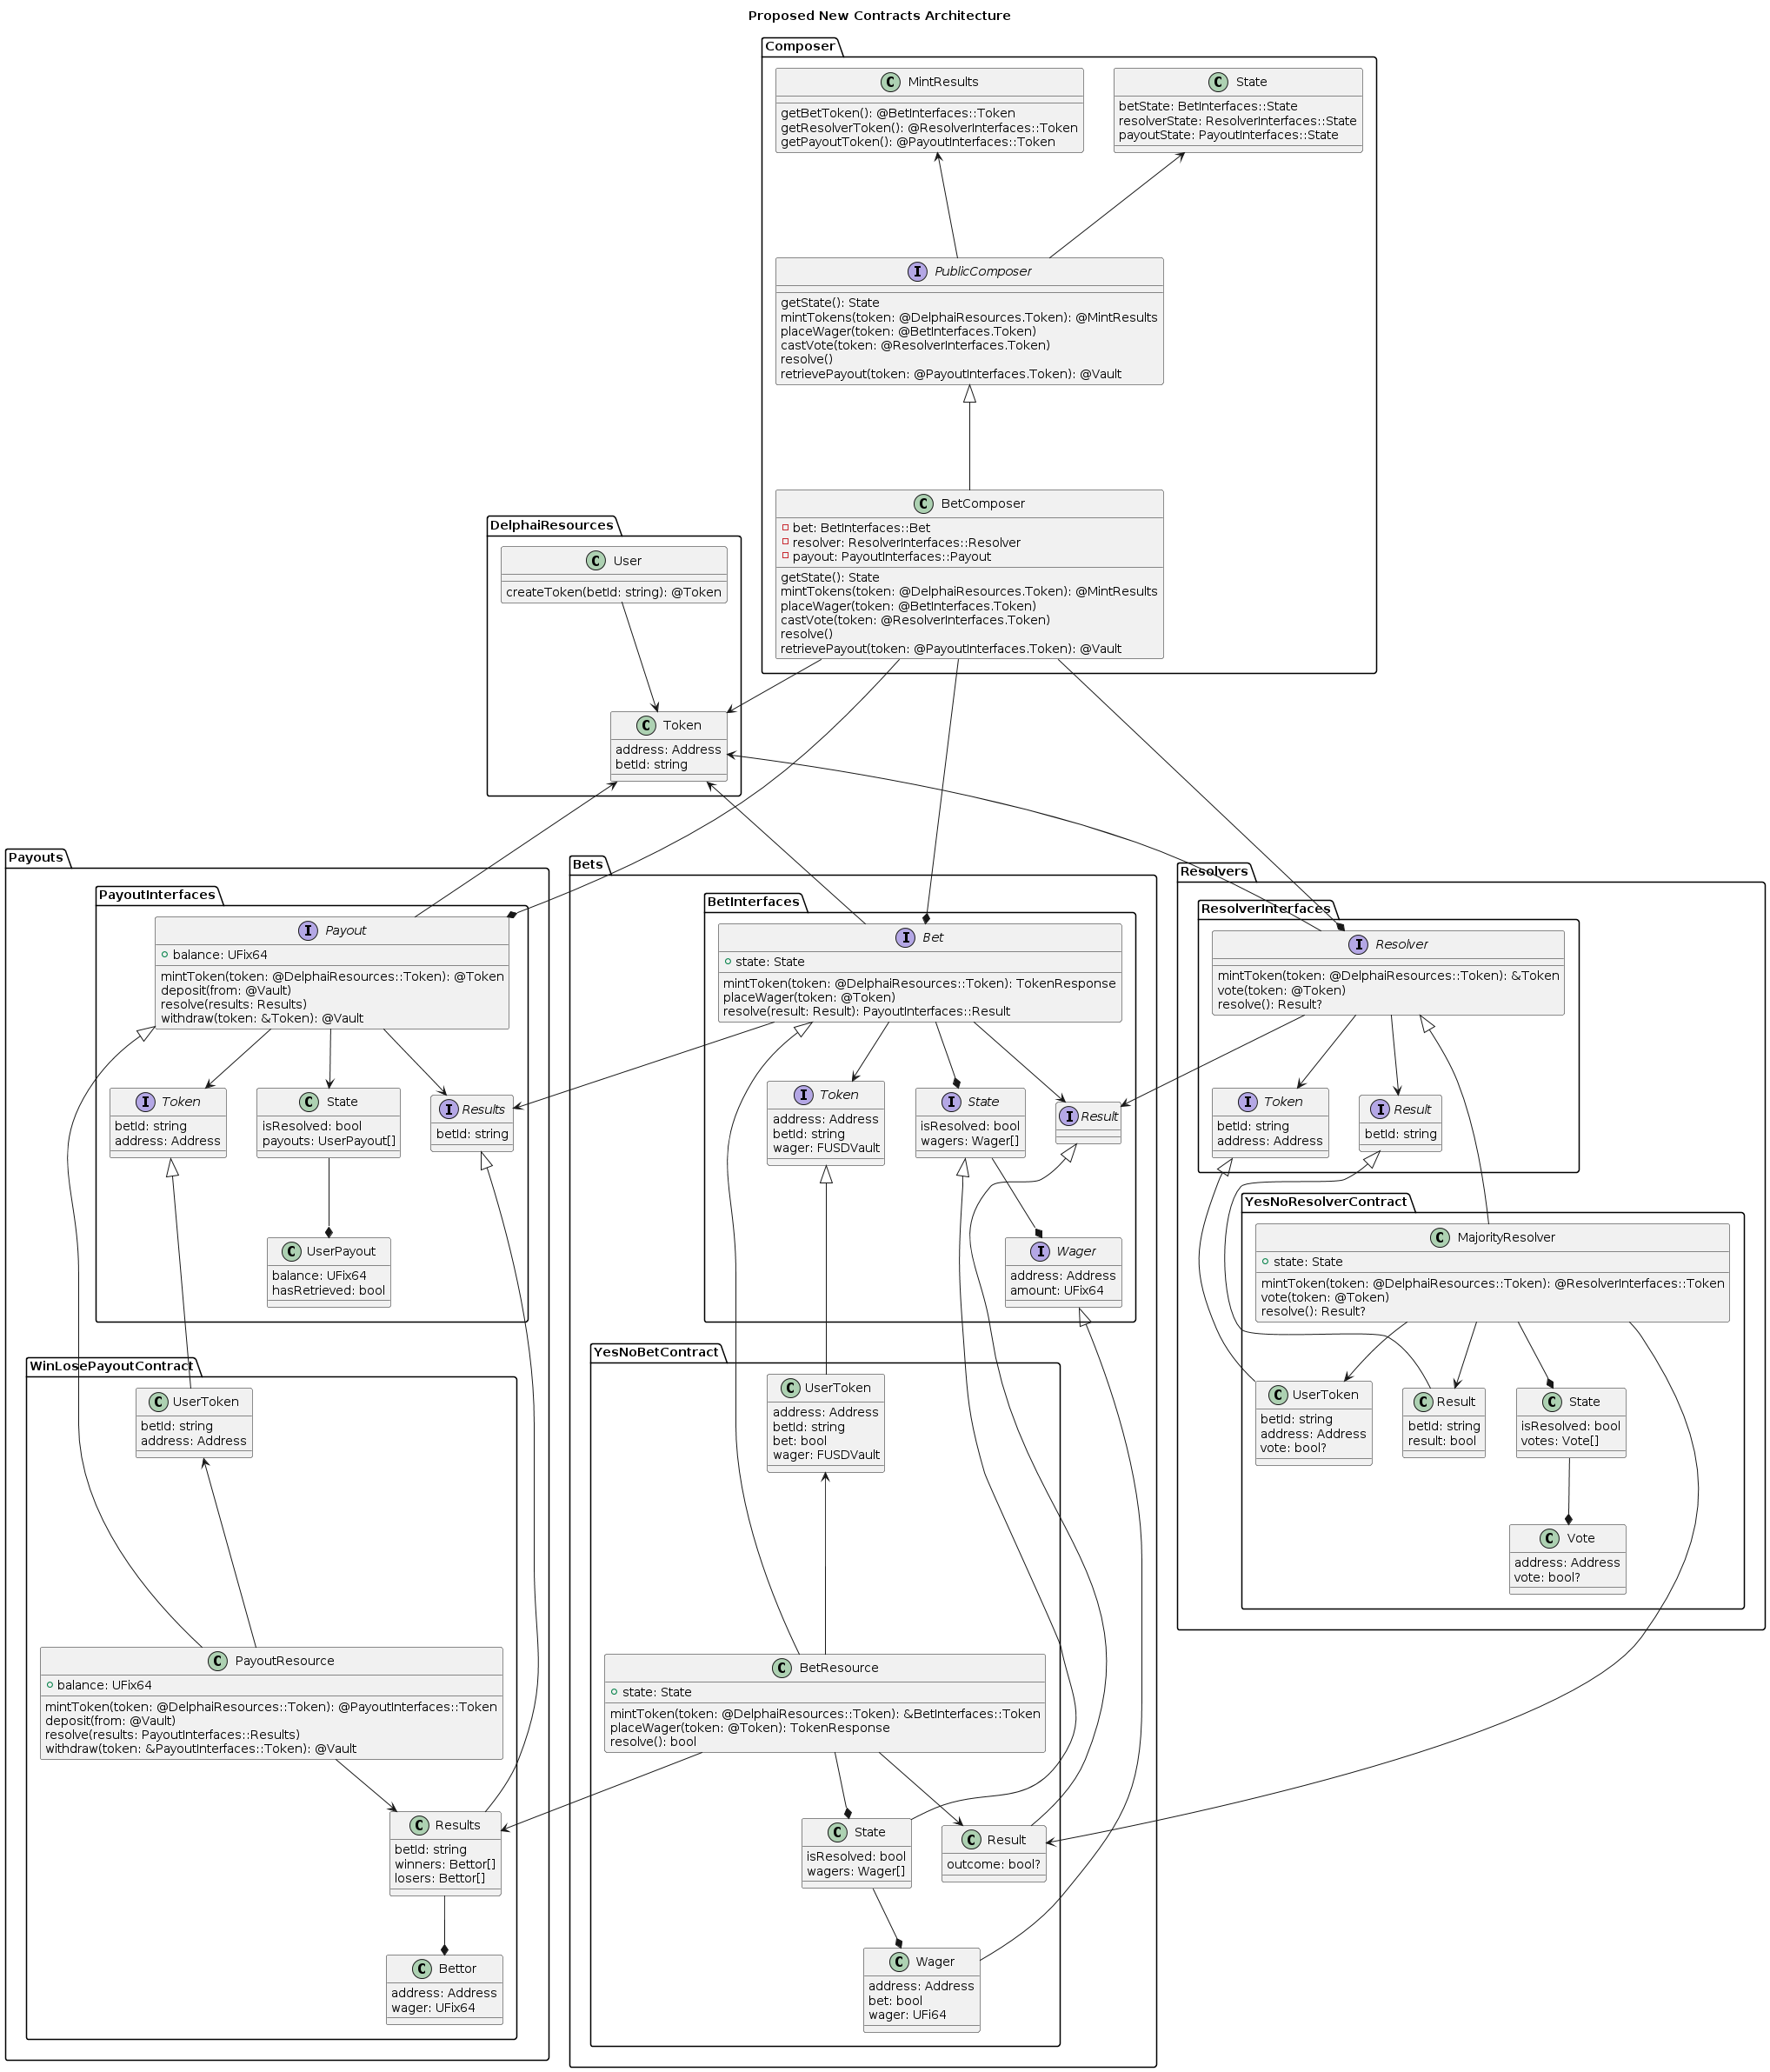 Proposed New Contracts Architecture
Composer
C MintResults
getBetToken(): @BetInterfaces::Token
getResolverToken(): @ResolverInterfaces::Token
getPayoutToken(): @PayoutInterfaces::Token
C State
betState: BetInterfaces::State
resolverState: ResolverInterfaces::State
payoutState: PayoutInterfaces::State
I PublicComposer
getState(): State
mintTokens(token: @DelphaiResources.Token): @MintResults
placeWager(token: @BetInterfaces.Token)
castVote(token: @ResolverInterfaces.Token)
resolve()
retrievePayout(token: @PayoutInterfaces.Token): @Vault
C BetComposer
bet: BetInterfaces::Bet
resolver: ResolverInterfaces::Resolver
payout: PayoutInterfaces::Payout
getState(): State
mintTokens(token: @DelphaiResources.Token): @MintResults
placeWager(token: @BetInterfaces.Token)
castVote(token: @ResolverInterfaces.Token)
resolve()
retrievePayout(token: @PayoutInterfaces.Token): @Vault
DelphaiResources
C User
createToken(betId: string): @Token
C Token
address: Address
betId: string
Payouts
PayoutInterfaces
I Payout
balance: UFix64
mintToken(token: @DelphaiResources::Token): @Token
deposit(from: @Vault)
resolve(results: Results)
withdraw(token: &Token): @Vault
I Token
betId: string
address: Address
C State
isResolved: bool
payouts: UserPayout[]
I Results
betId: string
C UserPayout
balance: UFix64
hasRetrieved: bool
WinLosePayoutContract
C UserToken
betId: string
address: Address
C PayoutResource
balance: UFix64
mintToken(token: @DelphaiResources::Token): @PayoutInterfaces::Token
deposit(from: @Vault)
resolve(results: PayoutInterfaces::Results)
withdraw(token: &PayoutInterfaces::Token): @Vault
C Results
betId: string
winners: Bettor[]
losers: Bettor[]
C Bettor
address: Address
wager: UFix64
Bets
BetInterfaces
I Bet
state: State
mintToken(token: @DelphaiResources::Token): TokenResponse
placeWager(token: @Token)
resolve(result: Result): PayoutInterfaces::Result
I Token
address: Address
betId: string
wager: FUSDVault
I State
isResolved: bool
wagers: Wager[]
I Result
I Wager
address: Address
amount: UFix64
YesNoBetContract
C UserToken
address: Address
betId: string
bet: bool
wager: FUSDVault
C BetResource
state: State
mintToken(token: @DelphaiResources::Token): &BetInterfaces::Token
placeWager(token: @Token): TokenResponse
resolve(): bool
C State
isResolved: bool
wagers: Wager[]
C Result
outcome: bool?
C Wager
address: Address
bet: bool
wager: UFi64
Resolvers
ResolverInterfaces
I Resolver
mintToken(token: @DelphaiResources::Token): &Token
vote(token: @Token)
resolve(): Result?
I Token
betId: string
address: Address
I Result
betId: string
YesNoResolverContract
C MajorityResolver
state: State
mintToken(token: @DelphaiResources::Token): @ResolverInterfaces::Token
vote(token: @Token)
resolve(): Result?
C UserToken
betId: string
address: Address
vote: bool?
C Result
betId: string
result: bool
C State
isResolved: bool
votes: Vote[]
C Vote
address: Address
vote: bool?